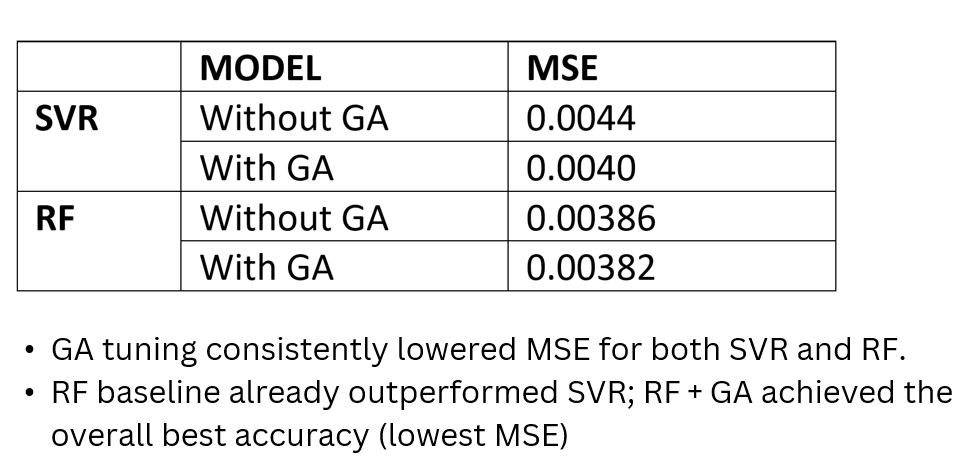 MODEL MSE
SVR Without GA 0.0044
With GA 0.0040
RF Without GA 0.00386
With GA 0.00382
• GA tuning consistently lowered MSE for both SVR and RF.
• RF baseline already outperformed SVR; RF + GA achieved the
overall best accuracy (lowest MSE)